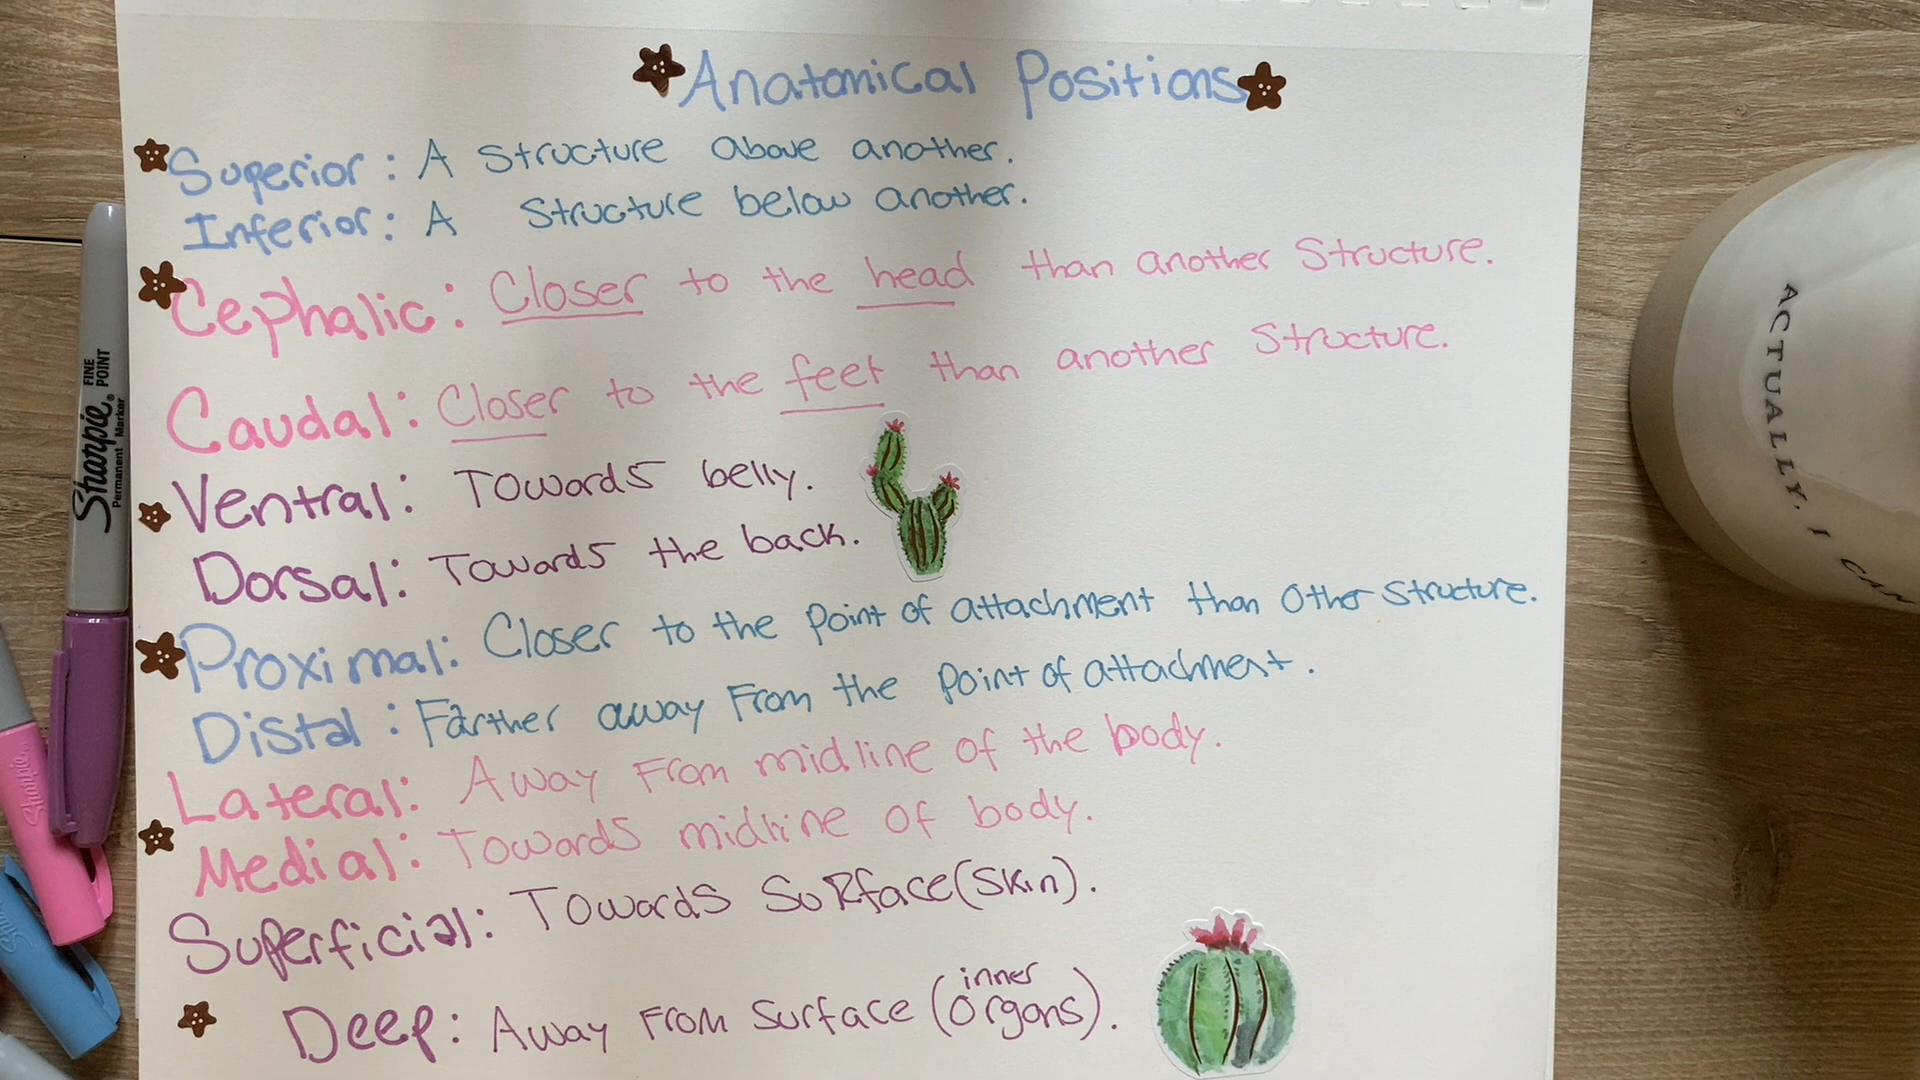 Anatomical Positions
Superior: A Structure above another.
Inferior: A Structure below another.
Cephalic: Closer to the head than another Structure.
Caudal: Closer to the feet than another Structure.
Ventral: Towards belly.
Dorsal: Towards the back.
Proximal: Closer to the point of attachment than other Structure.
Distal: Farther away From the point of attachment.
Lateral: Away From midline of the body.
Medial: Towards midline of body.
Superficial: Towards SuRface (Skin).
Deep: Away From surface (inner organs).
Sharpie
FINE POINT
Permanent Marker
Sharpie
ACTUALLY, I CAN